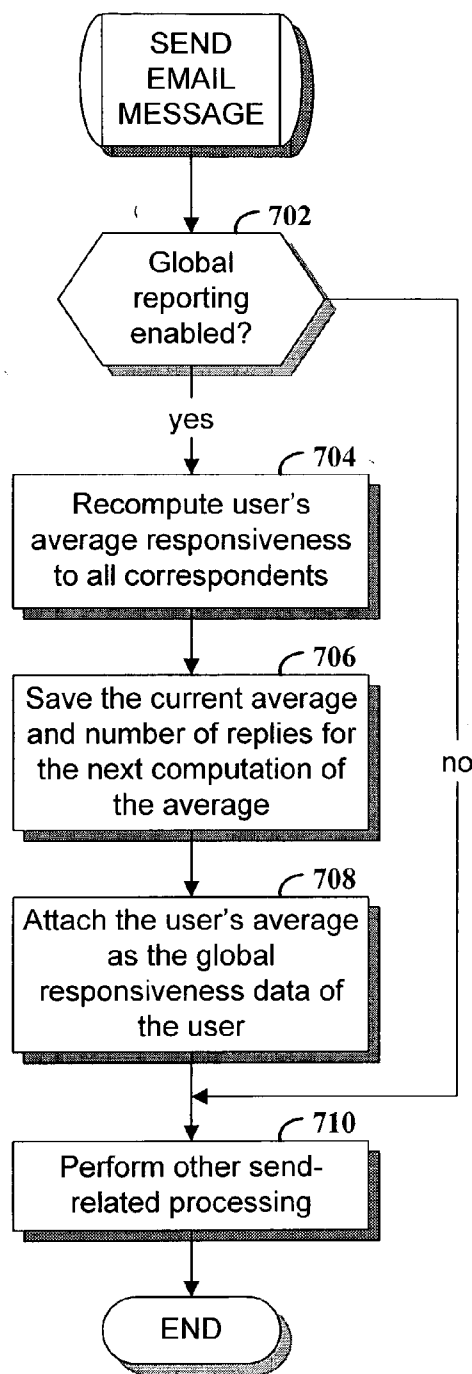 SEND
EMAIL
MESSAGE
702
Global
reporting
enabled?
yes
704
Recompute user's
average responsiveness
to all correspondents
706
Save the current average
and number of replies for
the next computation of
the average
no
708
Attach the user's average
as the global
responsiveness data of
the user
710
Perform other send-
related processing
END